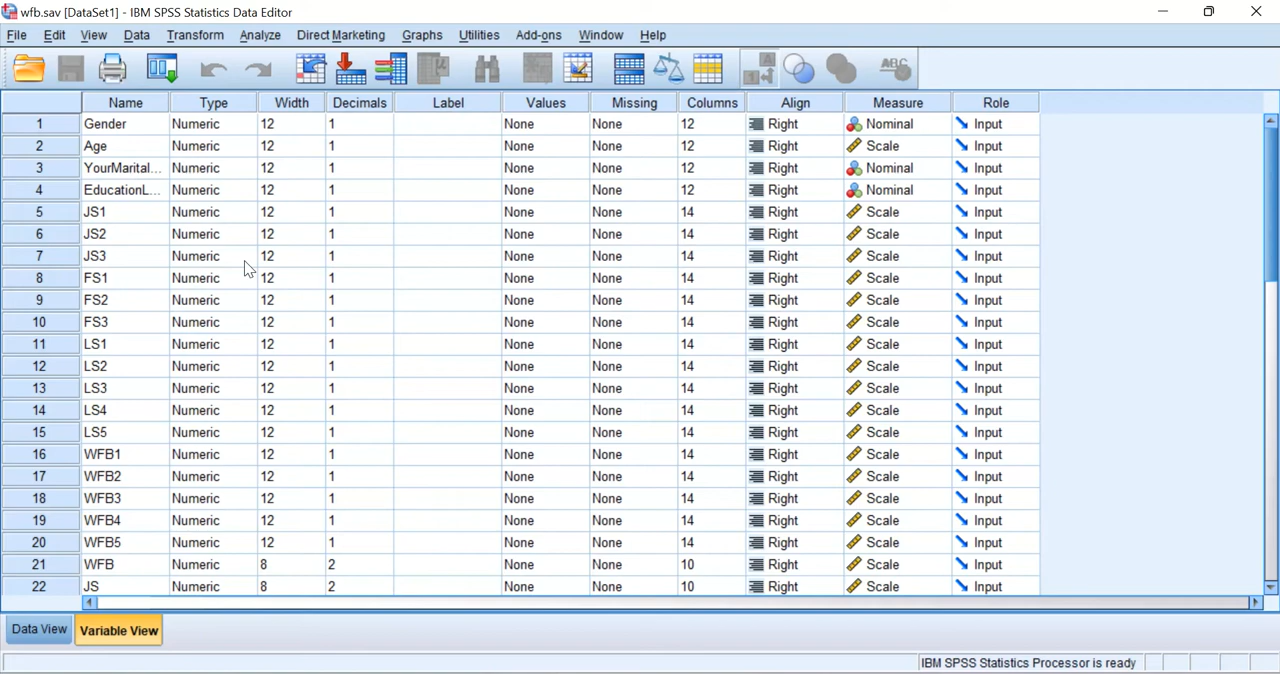 wfb.sav [DataSet1] - IBM SPSS Statistics Data Editor
File Edit View Data Transform Analyze Direct Marketing Graphs Utilities Add-ons Window Help
Name Type Width Decimals Label Values Missing Columns Align Measure Role
1 Gender Numeric 12 1 None None 12 Right Nominal Input
2 Age Numeric 12 1 None None 12 Right Scale Input
3 YourMarital... Numeric 12 1 None None 12 Right Nominal Input
4 EducationL... Numeric 12 1 None None 12 Right Nominal Input
5 JS1 Numeric 12 1 None None 14 Right Scale Input
6 JS2 Numeric 12 1 None None 14 Right Scale Input
7 JS3 Numeric 12 1 None None 14 Right Scale Input
8 FS1 Numeric 12 1 None None 14 Right Scale Input
9 FS2 Numeric 12 1 None None 14 Right Scale Input
10 FS3 Numeric 12 1 None None 14 Right Scale Input
11 LS1 Numeric 12 1 None None 14 Right Scale Input
12 LS2 Numeric 12 1 None None 14 Right Scale Input
13 LS3 Numeric 12 1 None None 14 Right Scale Input
14 LS4 Numeric 12 1 None None 14 Right Scale Input
15 LS5 Numeric 12 1 None None 14 Right Scale Input
16 WFB1 Numeric 12 1 None None 14 Right Scale Input
17 WFB2 Numeric 12 1 None None 14 Right Scale Input
18 WFB3 Numeric 12 1 None None 14 Right Scale Input
19 WFB4 Numeric 12 1 None None 14 Right Scale Input
20 WFB5 Numeric 12 1 None None 14 Right Scale Input
21 WFB Numeric 8 2 None None 10 Right Scale Input
22 JS Numeric 8 2 None None 10 Right Scale Input
Data View Variable View
IBM SPSS Statistics Processor is ready